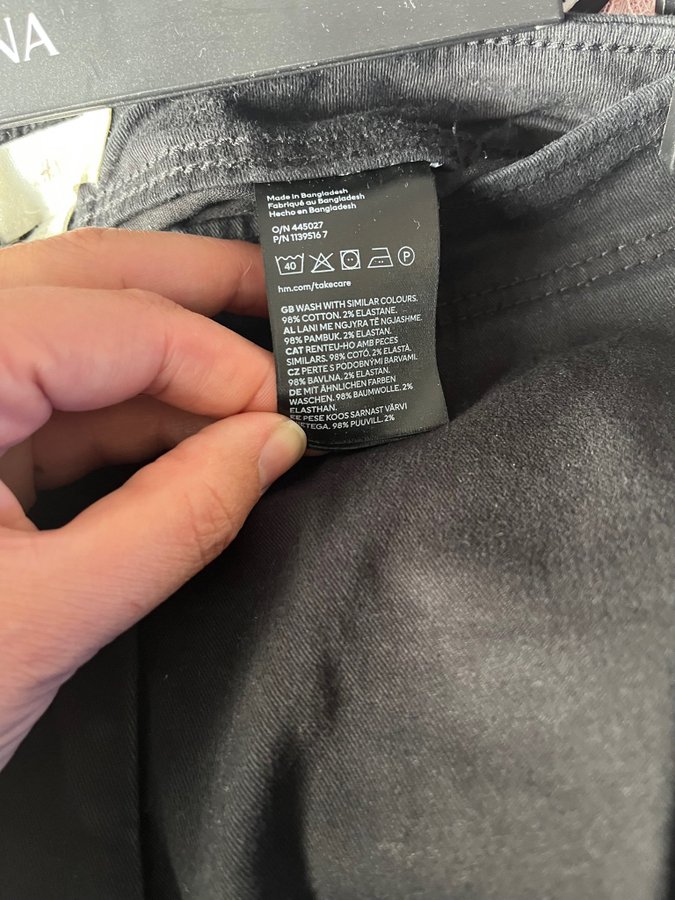 NA
Made in Bangladesh
Fabriqué au Bangladesh
Hecho en Bangladesh
O/N 445027
P/N 1139516 7
40
P
hm.com/takecare
GB WASH WITH SIMILAR COLOURS.
98% COTTON. 2% ELASTANE.
AL LANI ME NGJYRA TË NGJASHME.
98% PAMBUK. 2% ELASTAN.
CAT RENTEU-HO AMB PECES
SIMILARS. 98% COTÓ. 2% ELASTÀ.
CZ PERTE S PODOBNÝMI BARVAMI.
98% BAVLNA. 2% ELASTAN.
DE MIT ÄHNLICHEN FARBEN
WASCHEN. 98% BAUMWOLLE. 2%
ELASTHAN.
EE PESE KOOS SARNAST VÄRVI
98% PUUVILL. 2%